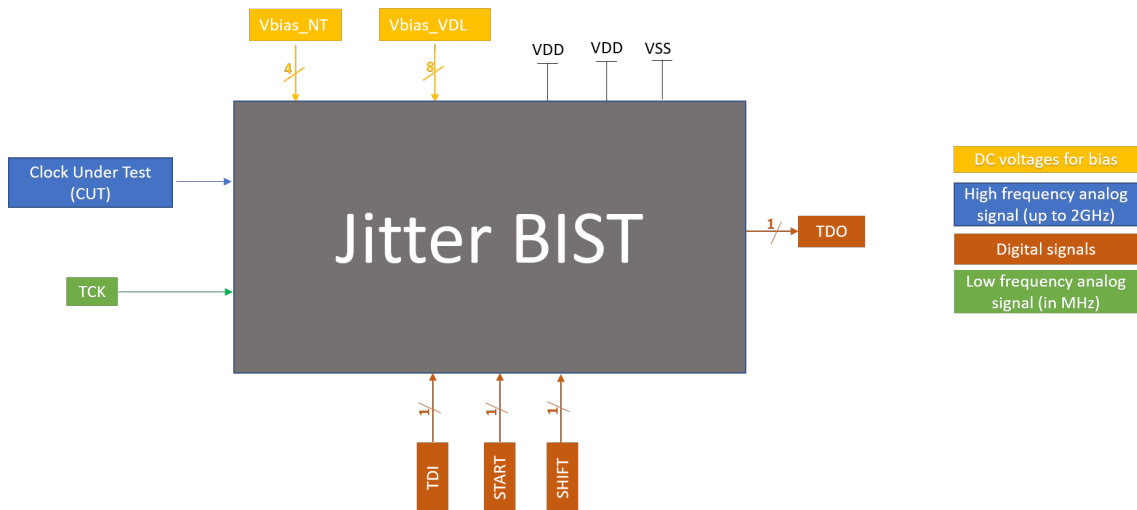 Vbias_NT
Vbias_VDL
VDD
VDD
VSS
4
8
Clock Under Test
(CUT)
TCK
Jitter BIST
1
TDO
DC voltages for bias
High frequency analog
signal (up to 2GHz)
Digital signals
Low frequency analog
signal (in MHz)
1
1
1
TDI
START
SHIFT